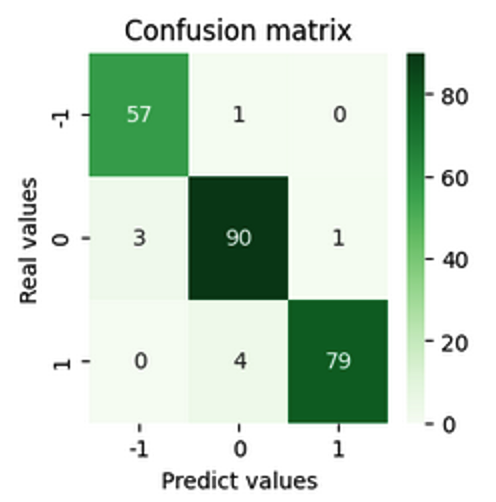 Confusion matrix
-1 57 1 0
0 3 90 1
1 0 4 79
-1 0 1
Real values
Predict values
80
60
40
20
0